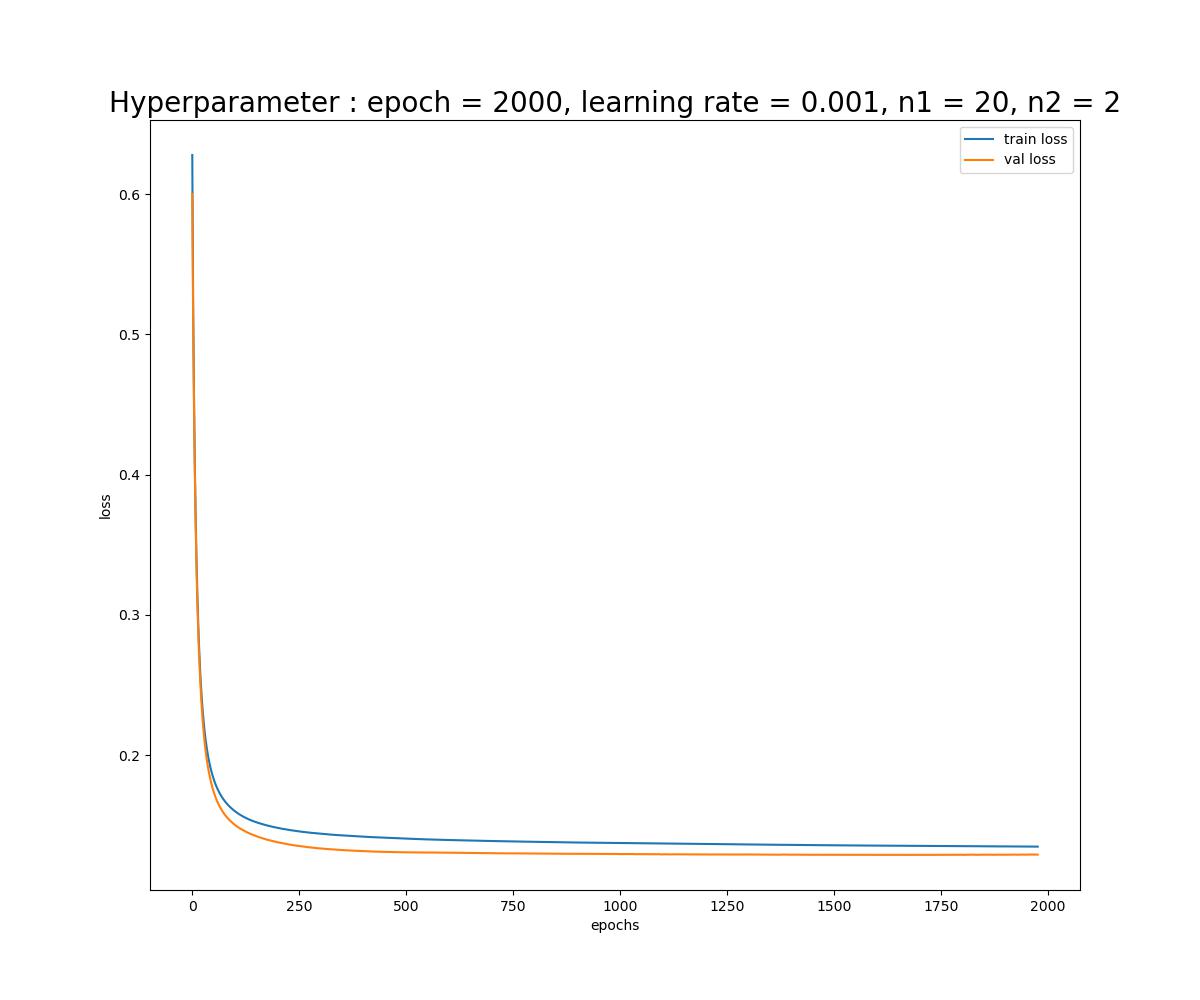 Hyperparameter : epoch = 2000, learning rate = 0.001, n1 = 20, n2 = 2
train loss
val loss
0.6
0.5
0.4
0.3
0.2
loss
0 250 500 750 1000 1250 1500 1750 2000
epochs